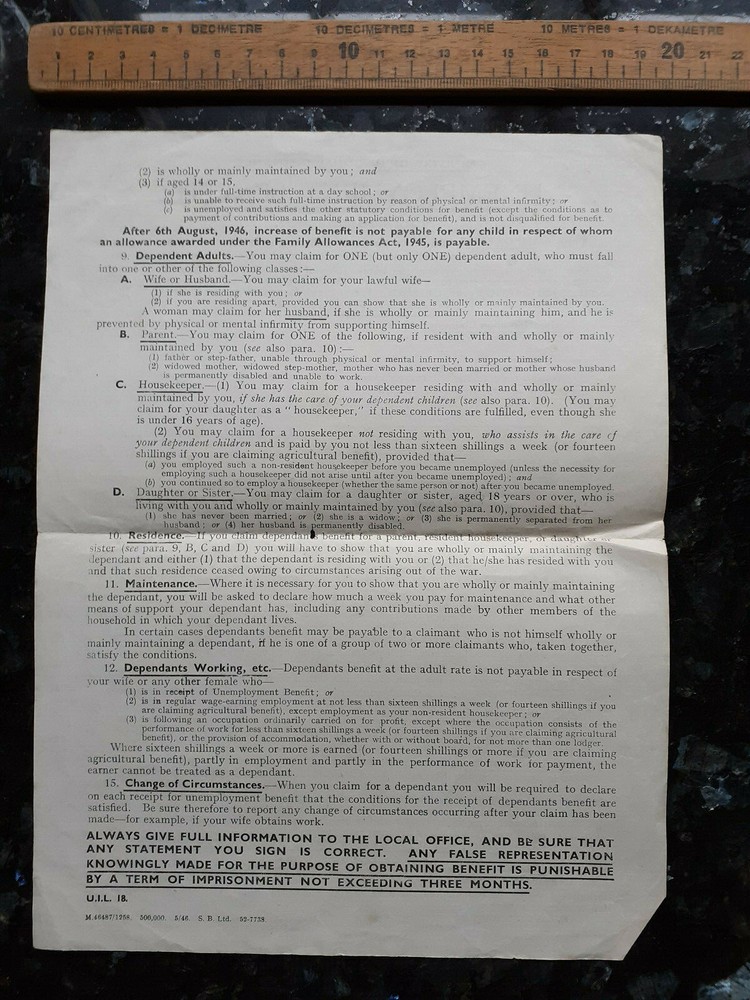 10 CENTIMETRES = 1 DECIMETRE 10 DECIMETRES = 1 METRE 10 METRES = 1 DEKAMETRE
1 2 3 4 5 6 7 8 9 10 11 12 13 14 15 16 17 18 19 20 21 22
(2) is wholly or mainly maintained by you; and
(3) if aged 14 or 15,
(a) is under full-time instruction at a day school; or
(b) is unable to receive such full-time instruction by reason of physical or mental infirmity; or
(c) is unemployed and satisfies the other statutory conditions for benefit (except the conditions as to
payment of contributions and making an application for benefit), and is not disqualified for benefit.
After 6th August, 1946, increase of benefit is not payable for any child in respect of whom
an allowance awarded under the Family Allowances Act, 1945, is payable.
9. Dependent Adults.—You may claim for ONE (but only ONE) dependent adult, who must fall
into one or other of the following classes:—
A. Wife or Husband.—You may claim for your lawful wife—
(1) if she is residing with you; or
(2) if you are residing apart, provided you can show that she is wholly or mainly maintained by you.
A woman may claim for her husband, if she is wholly or mainly maintaining him, and he is
prevented by physical or mental infirmity from supporting himself.
B. Parent.—You may claim for ONE of the following, if resident with and wholly or mainly
maintained by you (see also para. 10):—
(1) father or step-father, unable through physical or mental infirmity, to support himself;
(2) widowed mother, widowed step-mother, mother who has never been married or mother whose husband
is permanently disabled and unable to work.
C. Housekeeper.—(1) You may claim for a housekeeper residing with and wholly or mainly
maintained by you, if she has the care of your dependent children (see also para. 10). (You may
claim for your daughter as a "housekeeper," if these conditions are fulfilled, even though she
is under 16 years of age).
(2) You may claim for a housekeeper not residing with you, who assists in the care of
your dependent children and is paid by you not less than sixteen shillings a week (or fourteen
shillings if you are claiming agricultural benefit), provided that—
(a) you employed such a non-resident housekeeper before you became unemployed (unless the necessity for
employing such a housekeeper did not arise until after you became unemployed); and
(b) you continued so to employ a housekeeper (whether the same person or not) after you became unemployed.
D. Daughter or Sister.—You may claim for a daughter or sister, aged 18 years or over, who is
living with you and wholly or mainly maintained by you (see also para. 10), provided that—
(1) she has never been married; or (2) she is a widow; or (3) she is permanently separated from her
husband; or (4) her husband is permanently disabled.
10. Residence.—If you claim dependant's benefit for a parent, resident housekeeper, or daughter or
sister (see para. 9, B, C and D) you will have to show that you are wholly or mainly maintaining the
dependant and either (1) that the dependant is residing with you or (2) that he/she has resided with you
and that such residence ceased owing to circumstances arising out of the war.
11. Maintenance.—Where it is necessary for you to show that you are wholly or mainly maintaining
the dependant, you will be asked to declare how much a week you pay for maintenance and what other
means of support your dependant has, including any contributions made by other members of the
household in which your dependant lives.
In certain cases dependants benefit may be payable to a claimant who is not himself wholly or
mainly maintaining a dependant, if he is one of a group of two or more claimants who, taken together,
satisfy the conditions.
12. Dependants Working, etc.—Dependants benefit at the adult rate is not payable in respect of
your wife or any other female who—
(1) is in receipt of Unemployment Benefit; or
(2) is in regular wage-earning employment at not less than sixteen shillings a week (or fourteen shillings if you
are claiming agricultural benefit), except employment as your non-resident housekeeper; or
(3) is following an occupation ordinarily carried on for profit, except where the occupation consists of the
performance of work for less than sixteen shillings a week (or fourteen shillings if you are claiming agricultural
benefit), or the provision of accommodation, whether with or without board, for not more than one lodger.
Where sixteen shillings a week or more is earned (or fourteen shillings or more if you are claiming
agricultural benefit), partly in employment and partly in the performance of work for payment, the
earner cannot be treated as a dependant.
15. Change of Circumstances.—When you claim for a dependant you will be required to declare
on each receipt for unemployment benefit that the conditions for the receipt of dependants benefit are
satisfied. Be sure therefore to report any change of circumstances occurring after your claim has been
made—for example, if your wife obtains work.
ALWAYS GIVE FULL INFORMATION TO THE LOCAL OFFICE, AND BE SURE THAT
ANY STATEMENT YOU SIGN IS CORRECT. ANY FALSE REPRESENTATION
KNOWINGLY MADE FOR THE PURPOSE OF OBTAINING BENEFIT IS PUNISHABLE
BY A TERM OF IMPRISONMENT NOT EXCEEDING THREE MONTHS.
U.I.L. 18.
M.46487/1258. 500,000. 5/46. S. B. Ltd. 52-7738